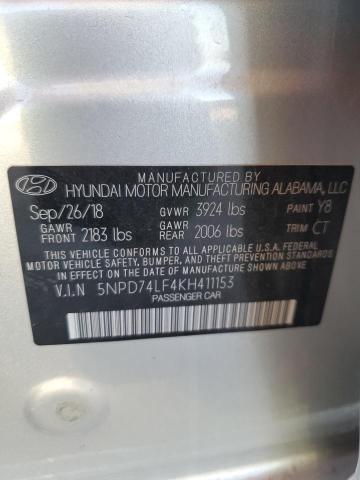 MANUFACTURED BY
HYUNDAI MOTOR MANUFACTURING ALABAMA, LLC
Sep/26/18 GVWR 3924 lbs PAINT Y8
GAWR FRONT 2183 lbs GAWR REAR 2006 lbs TRIM CT
THIS VEHICLE CONFORMS TO ALL APPLICABLE U.S.A. FEDERAL
MOTOR VEHICLE SAFETY, BUMPER, AND THEFT PREVENTION
STANDARDS IN EFFECT ON THE DATE OF MANUFACTURE SHOWN ABOVE.
V.I.N 5NPD74LF4KH411153
PASSENGER CAR